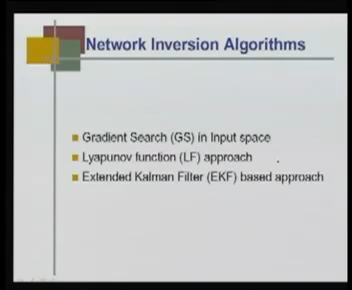 Network Inversion Algorithms
Gradient Search (GS) in Input space
Lyapunov function (LF) approach
Extended Kalman Filter (EKF) based approach